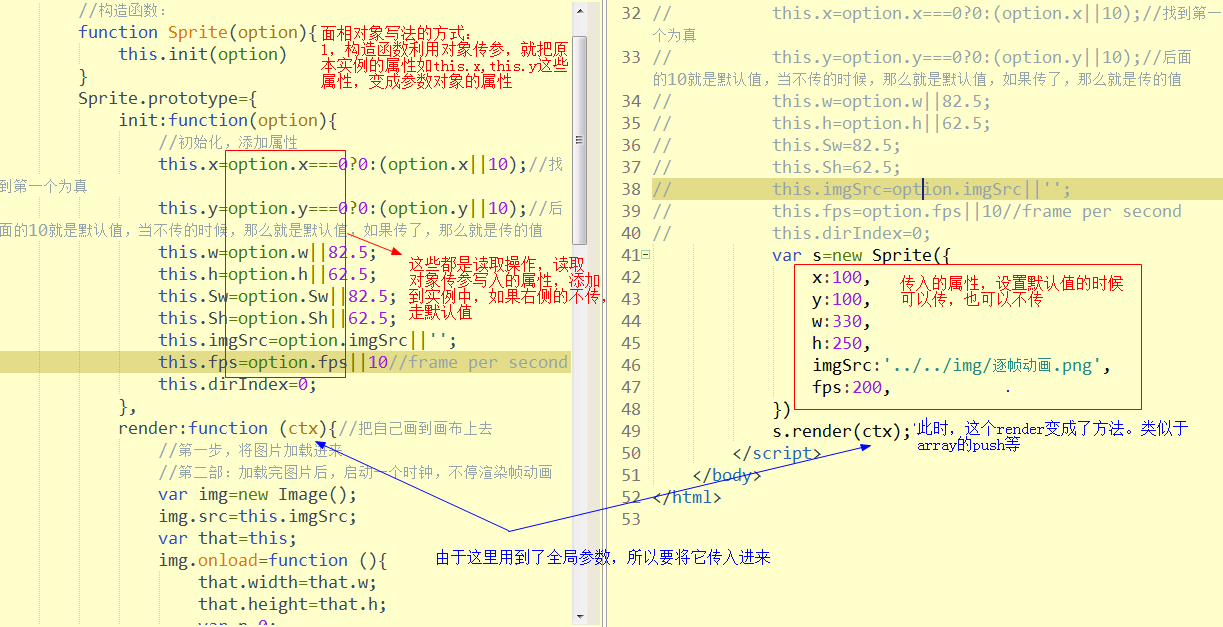 //构造函数：
function Sprite(option){
this.init(option)
}
Sprite.prototype={
init:function(option){
//初始化，添加属性
this.x=option.x===0?0:(option.x||10);//找
到第一个为真
this.y=option.y===0?0:(option.y||10);//后
面的10就是默认值，当不传的时候，那么就是默认值，如果传了，那么就是传的值
this.w=option.w||82.5;
this.h=option.h||62.5;
this.Sw=option.Sw||82.5;
this.Sh=option.Sh||62.5;
this.imgSrc=option.imgSrc||'';
this.fps=option.fps||10//frame per second
this.dirIndex=0;
},
render:function (ctx){//把自己画到画布上去
//第一步，将图片加载进来
//第二部：加载完图片后，启动一个时钟，不停渲染帧动画
var img=new Image();
img.src=this.imgSrc;
var that=this;
img.onload=function (){
that.width=that.w;
that.height=that.h;
面相对象写法的方式：
1，构造函数利用对象传参，就把原
本实例的属性如this.x,this.y这些
属性，变成参数对象的属性
这些都是读取操作，读取
对象传参写入的属性，添加
到实例中，如果右侧的不传，
走默认值
32 // this.x=option.x===0?0:(option.x||10);//找到第一
个为真
33 // this.y=option.y===0?0:(option.y||10);//后面
的10就是默认值，当不传的时候，那么就是默认值，如果传了，那么就是传的值
34 // this.w=option.w||82.5;
35 // this.h=option.h||62.5;
36 // this.Sw=82.5;
37 // this.Sh=62.5;
38 // this.imgSrc=option.imgSrc||'';
39 // this.fps=option.fps||10//frame per second
40 // this.dirIndex=0;
41 var s=new Sprite({
42 x:100,
43 y:100,
44 w:330,
45 h:250,
46 imgSrc:'../../img/逐帧动画.png',
47 fps:200,
48 })
49 s.render(ctx);
50 </script>
51 </body>
52 </html>
53
传入的属性，设置默认值的时候
可以传，也可以不传
此时，这个render变成了方法。类似于
array的push等
由于这里用到了全局参数，所以要将它传入进来